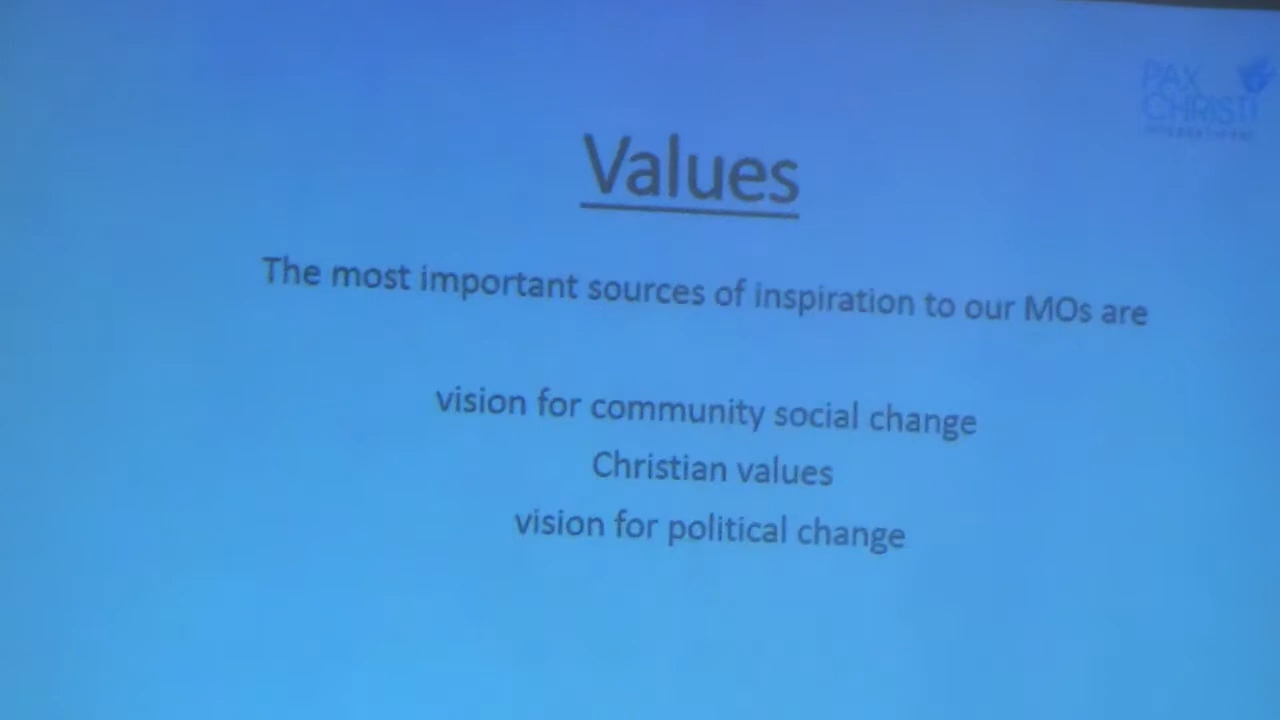 PAX
CHRISTI
INTERNATIONAL
Values
The most important sources of inspiration to our MOs are
vision for community social change
Christian values
vision for political change